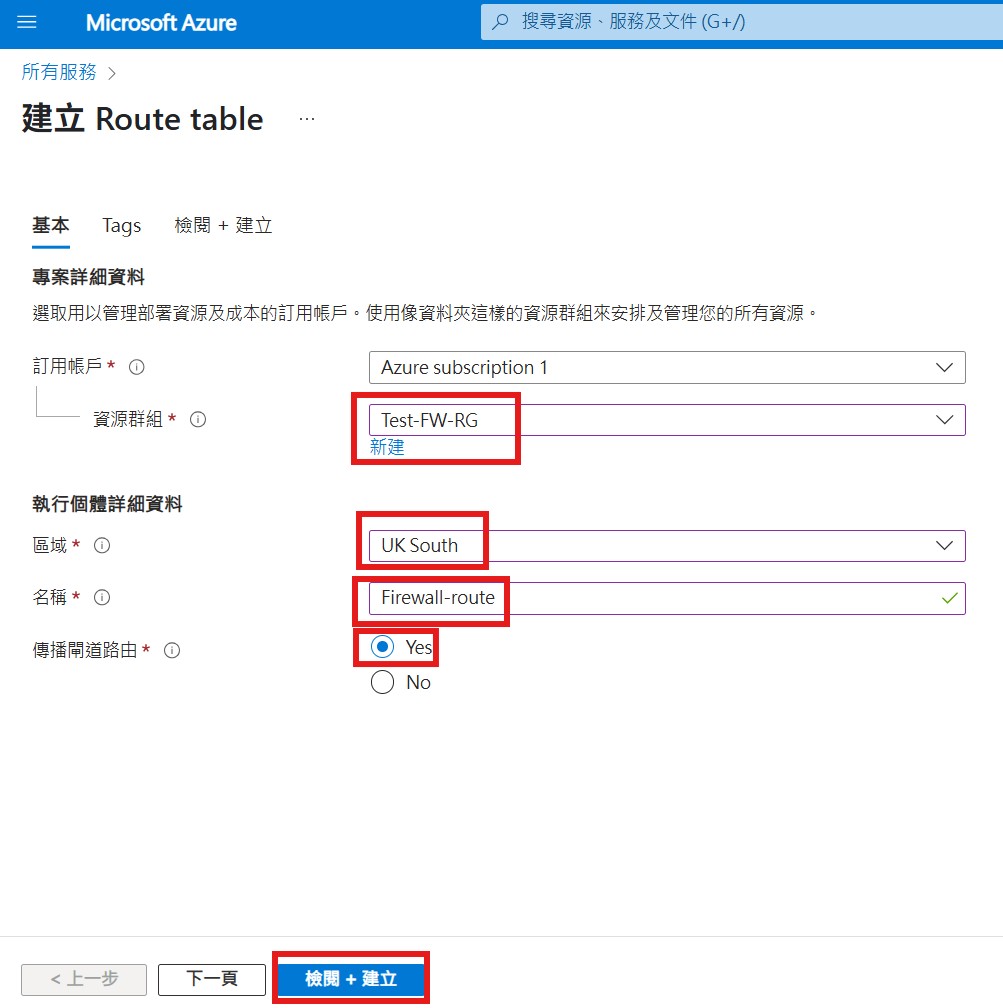 Microsoft Azure
搜尋資源、服務及文件 (G+/)
所有服務 >
建立 Route table ...
基本 Tags 檢閱 + 建立
專案詳細資料
選取用以管理部署資源及成本的訂用帳戶。使用像資料夾這樣的資源群組來安排及管理您的所有資源。
訂用帳戶 * Azure subscription 1
資源群組 * Test-FW-RG
新建
執行個體詳細資料
區域 * UK South
名稱 * Firewall-route
傳播閘道路由 * Yes
No
< 上一步 下一頁 檢閱 + 建立